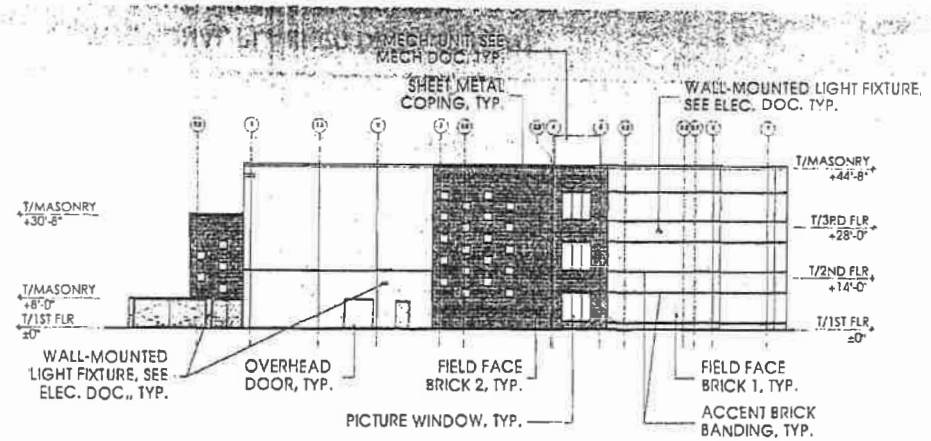 MECH. UNIT, SEE
MECH DOC, TYP.
SHEET METAL
COPING, TYP.
WALL-MOUNTED LIGHT FIXTURE,
SEE ELEC. DOC. TYP.
T/MASONRY
+44'-8"
T/MASONRY
+30'-8"
T/3RD FLR
+28'-0"
T/2ND FLR
+14'-0"
T/MASONRY
+8'-0"
T/1ST FLR
±0"
T/1ST FLR
±0"
WALL-MOUNTED
LIGHT FIXTURE, SEE
ELEC. DOC., TYP.
OVERHEAD
DOOR, TYP.
FIELD FACE
BRICK 2, TYP.
FIELD FACE
BRICK 1, TYP.
PICTURE WINDOW, TYP.
ACCENT BRICK
BANDING, TYP.